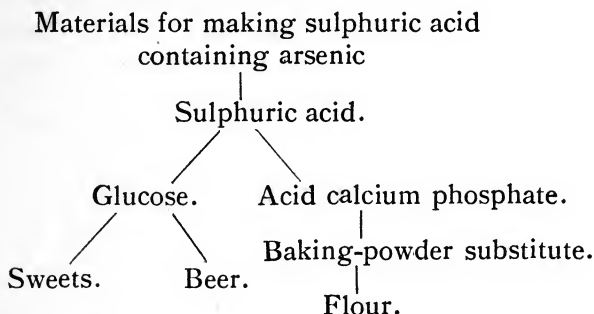 Materials for making sulphuric acid
containing arsenic
Sulphuric acid.
Glucose. Acid calcium phosphate.
Baking-powder substitute.
Sweets. Beer.
Flour.